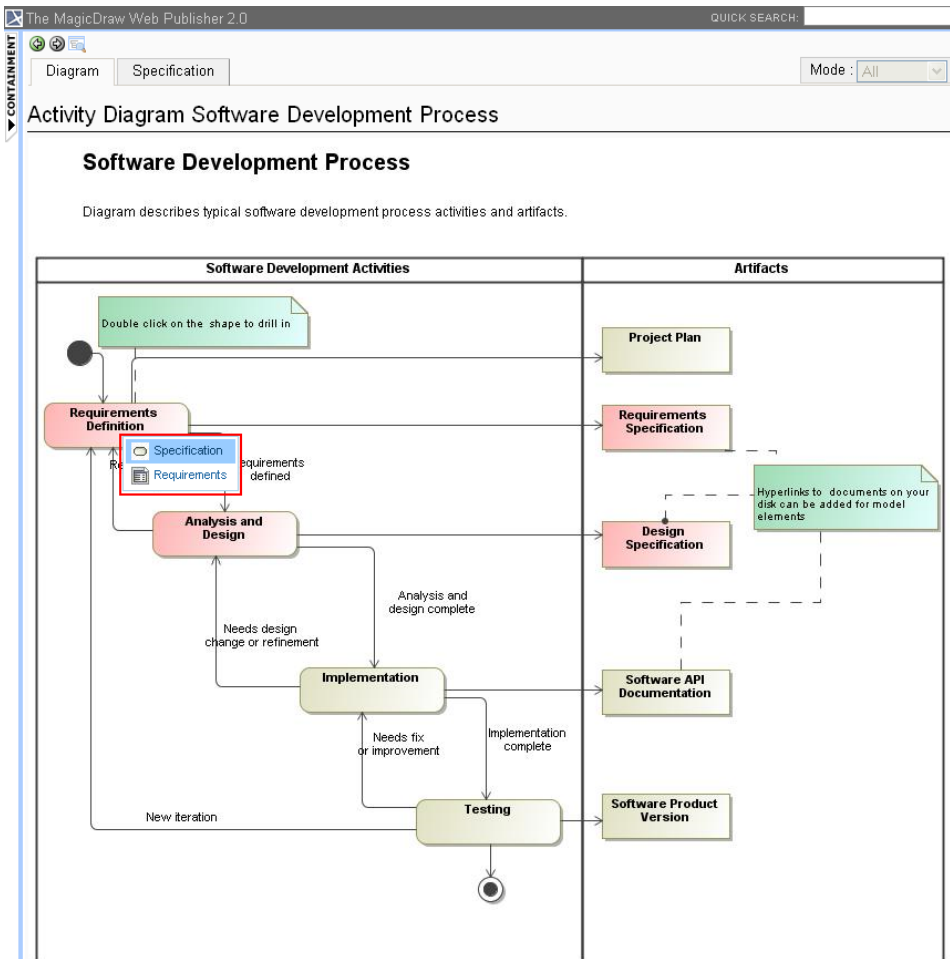 The MagicDraw Web Publisher 2.0
QUICK SEARCH:
CONTAINMENT
Diagram
Specification
Mode :
All
Activity Diagram Software Development Process
Software Development Process
Diagram describes typical software development process activities and artifacts.
Software Development Activities
Artifacts
Double click on the shape to drill in
Project Plan
Requirements
Definition
Requirements
Specification
Specification
Requirements
equirements
defined
Hyperlinks to documents on your
disk can be added for model
elements
Analysis and
Design
Design
Specification
Analysis and
design complete
Needs design
change or refinement
Implementation
Software API
Documentation
Needs fix
or improvement
Implementation
complete
Testing
Software Product
Version
New iteration